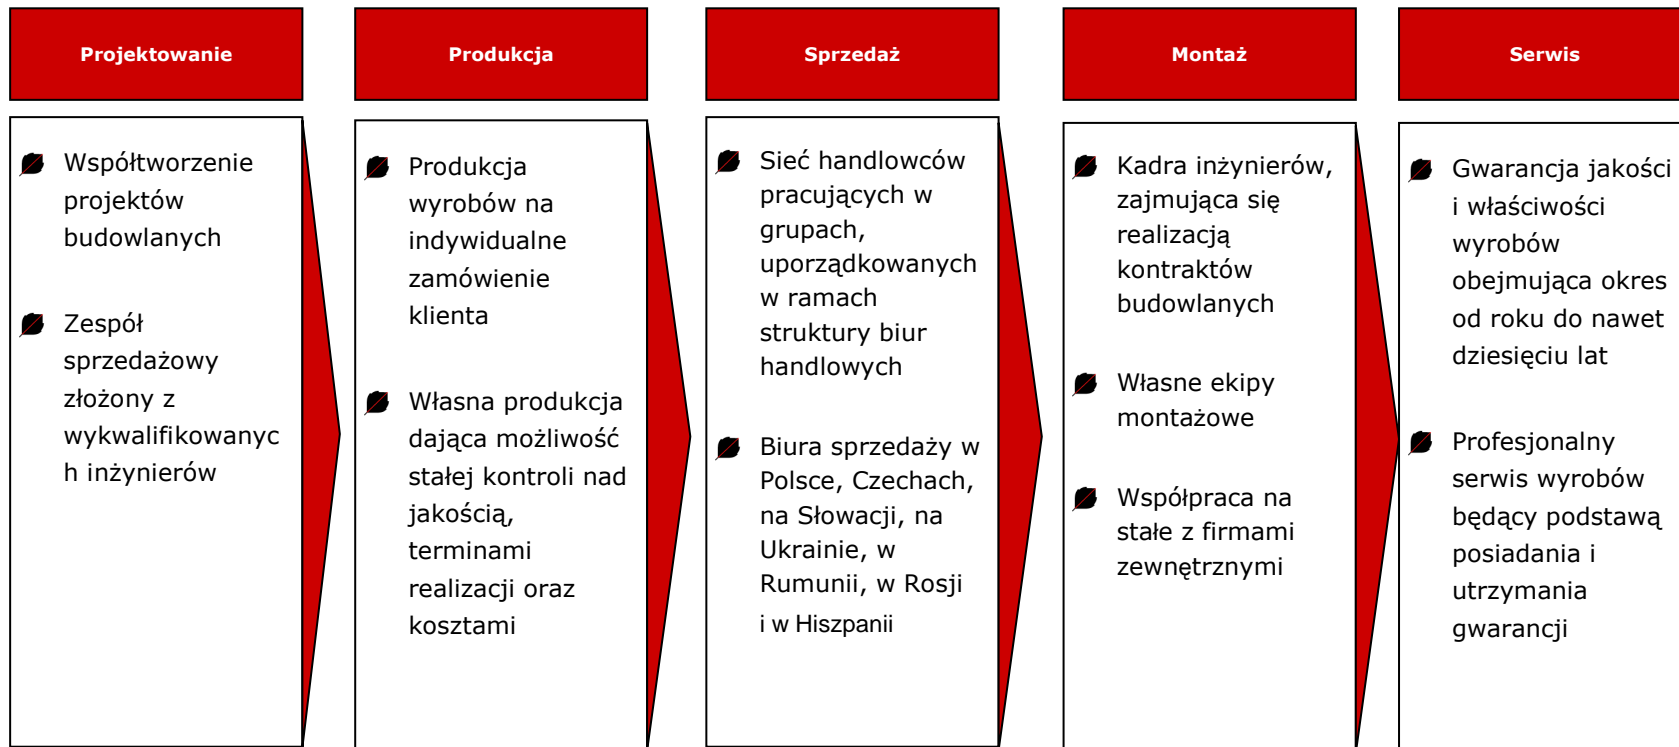 Projektowanie
Produkcja
Sprzedaż
Montaż
Serwis
Współtworzenie
projektów
budowlanych
Zespół
sprzedażowy
złożony z
wykwalifikowanyc
h inżynierów
Produkcja
wyrobów na
indywidualne
zamówienie
klienta
Własna produkcja
dająca możliwość
stałej kontroli nad
jakością,
terminami
realizacji oraz
kosztami
Sieć handlowców
pracujących w
grupach,
uporządkowanych
w ramach
struktury biur
handlowych
Biura sprzedaży w
Polsce, Czechach,
na Słowacji, na
Ukrainie, w
Rumunii, w Rosji
i w Hiszpanii
Kadra inżynierów,
zajmująca się
realizacją
kontraktów
budowlanych
Własne ekipy
montażowe
Współpraca na
stałe z firmami
zewnętrznymi
Gwarancja jakości
i właściwości
wyrobów
obejmująca okres
od roku do nawet
dziesięciu lat
Profesjonalny
serwis wyrobów
będący podstawą
posiadania i
utrzymania
gwarancji